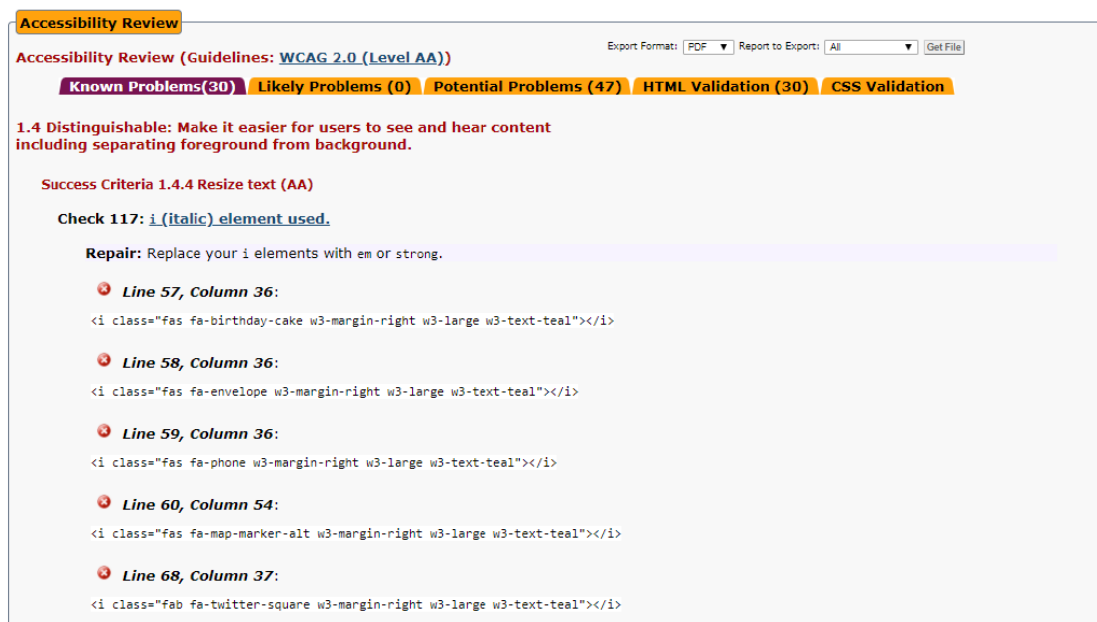 Accessibility Review
Accessibility Review (Guidelines: WCAG 2.0 (Level AA))
Export Format: PDF Report to Export: All Get File
Known Problems(30) Likely Problems (0) Potential Problems (47) HTML Validation (30) CSS Validation
1.4 Distinguishable: Make it easier for users to see and hear content
including separating foreground from background.
Success Criteria 1.4.4 Resize text (AA)
Check 117: i (italic) element used.
Repair: Replace your i elements with em or strong.
Line 57, Column 36:
<i class="fas fa-birthday-cake w3-margin-right w3-large w3-text-teal"></i>
Line 58, Column 36:
<i class="fas fa-envelope w3-margin-right w3-large w3-text-teal"></i>
Line 59, Column 36:
<i class="fas fa-phone w3-margin-right w3-large w3-text-teal"></i>
Line 60, Column 54:
<i class="fas fa-map-marker-alt w3-margin-right w3-large w3-text-teal"></i>
Line 68, Column 37:
<i class="fab fa-twitter-square w3-margin-right w3-large w3-text-teal"></i>